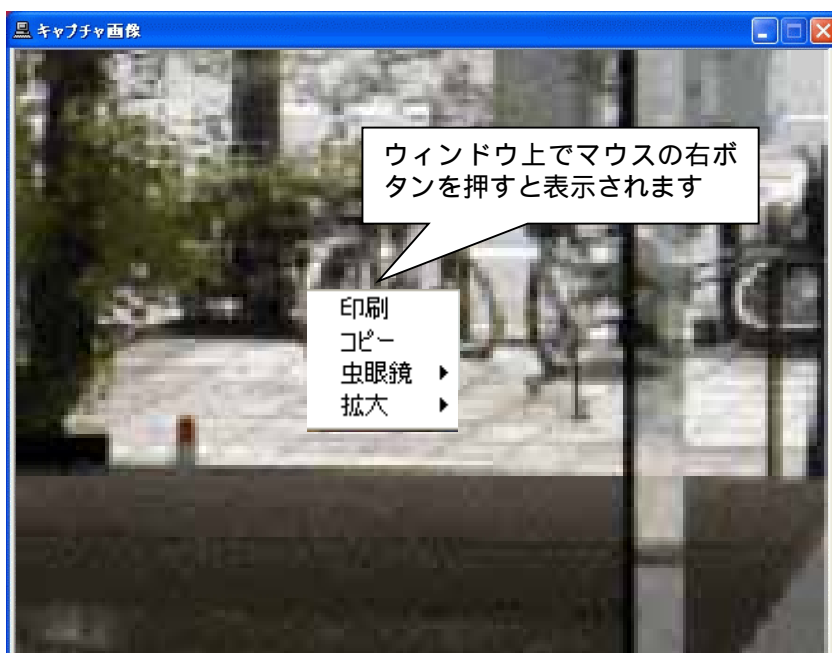 キャプチャ画像
ウィンドウ上でマウスの右ボ
タンを押すと表示されます
印刷
コピー
虫眼鏡
拡大